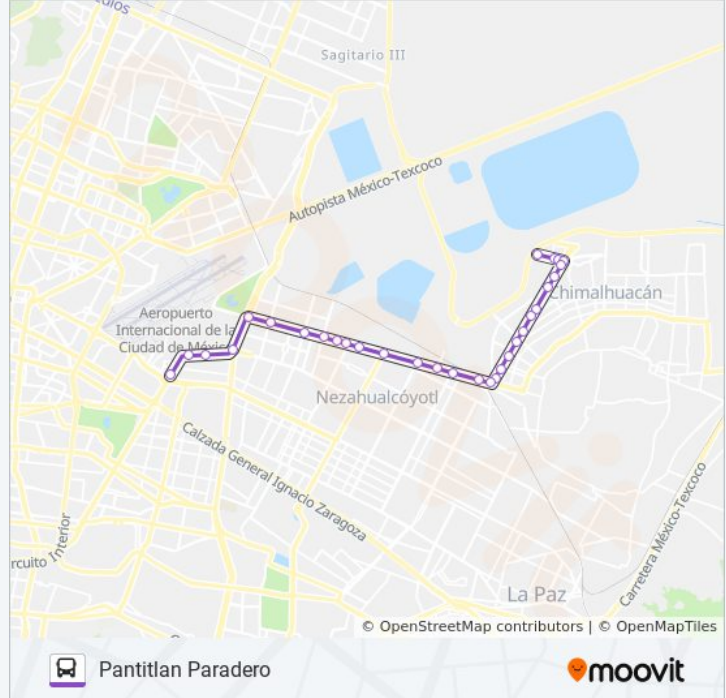 Sagitario III
Autopista México-Texcoco
Chimalhuacán
Aeropuerto
Internacional de la
Ciudad de México
Nezahualcóyotl
Calzada General Ignacio Zaragoza
rcuito Interior
Carretera México-Texcoco
La Paz
© OpenStreetMap contributors | © OpenMapTiles
Pantitlan Paradero
moovit